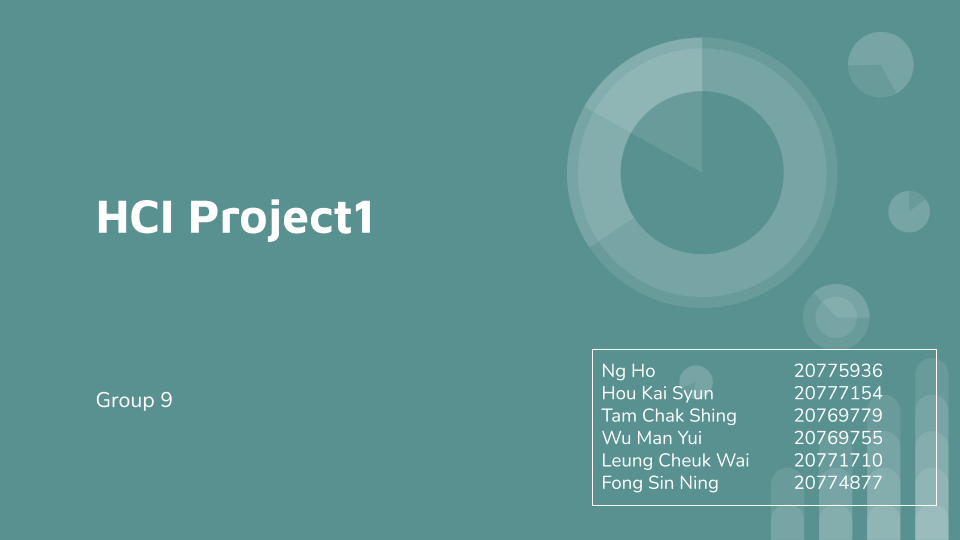 HCI Project1
Group 9
Ng Ho 20775936
Hou Kai Syun 20777154
Tam Chak Shing 20769779
Wu Man Yui 20769755
Leung Cheuk Wai 20771710
Fong Sin Ning 20774877